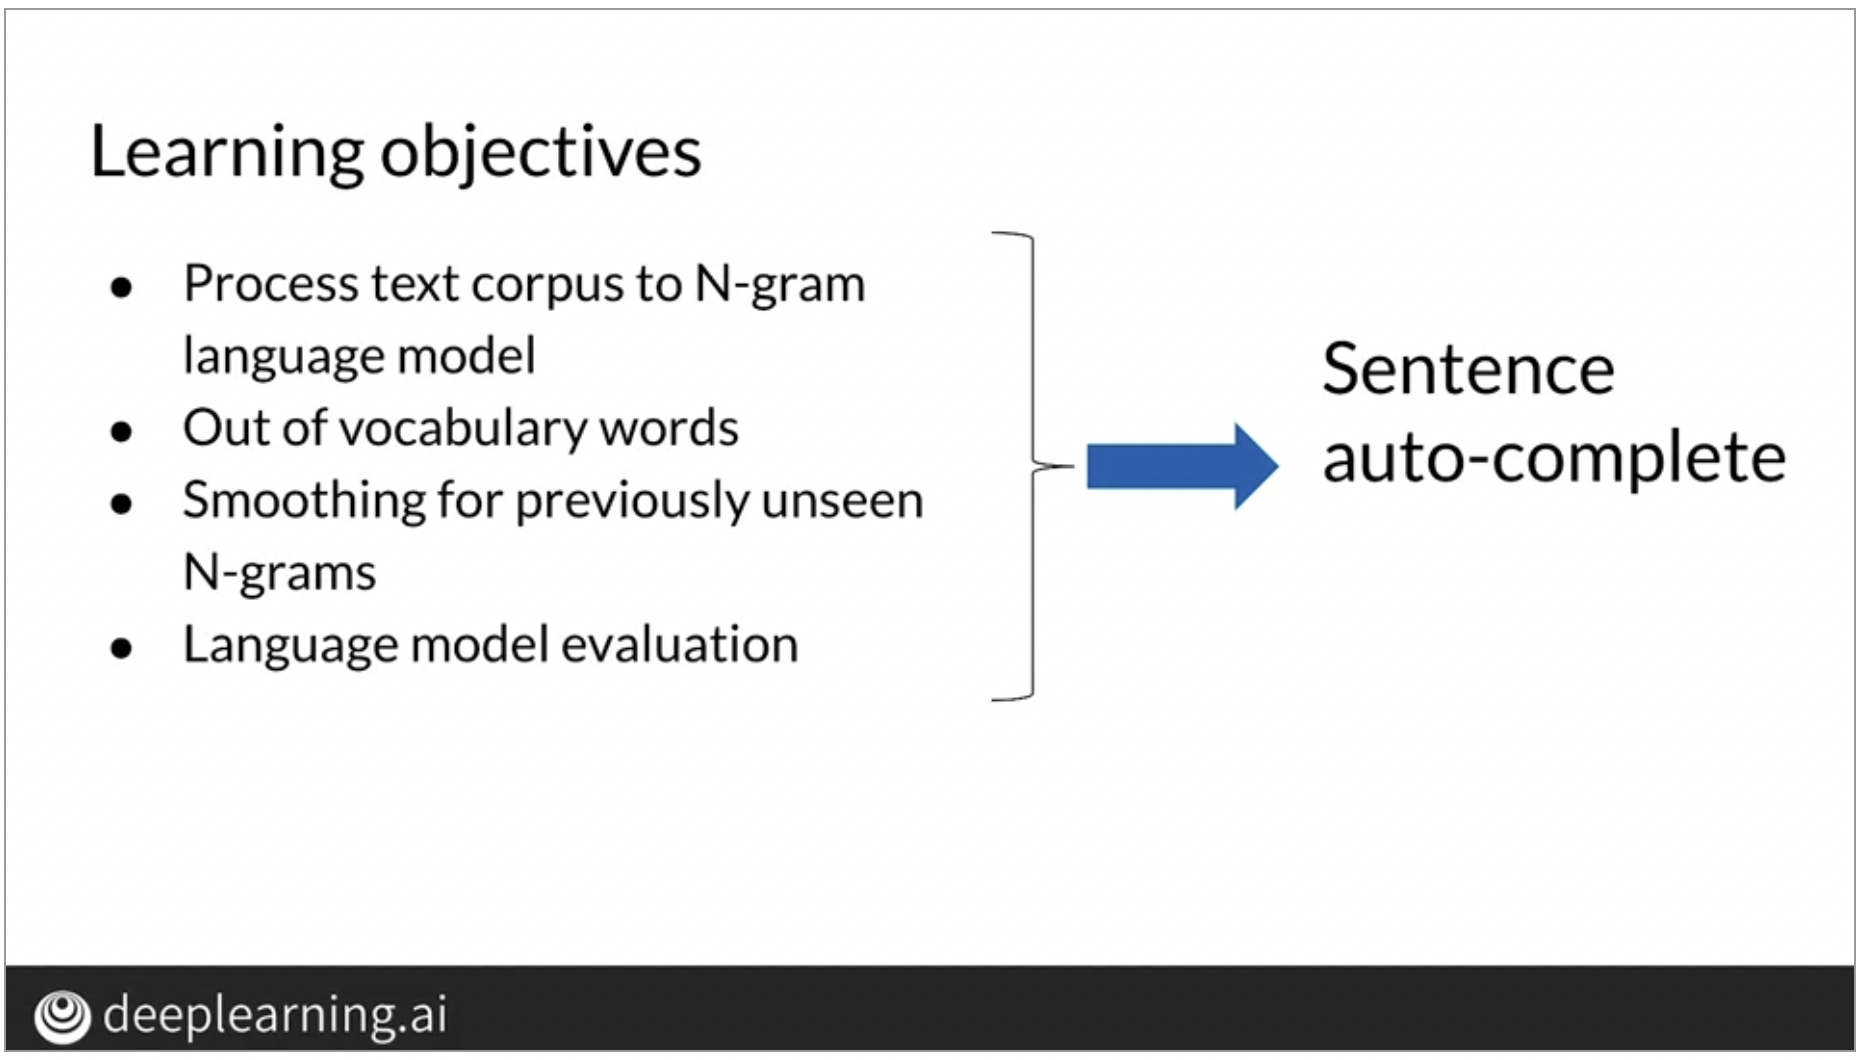 Learning objectives
● Process text corpus to N-gram
language model
● Out of vocabulary words
● Smoothing for previously unseen
N-grams
● Language model evaluation
Sentence
auto-complete
deeplearning.ai